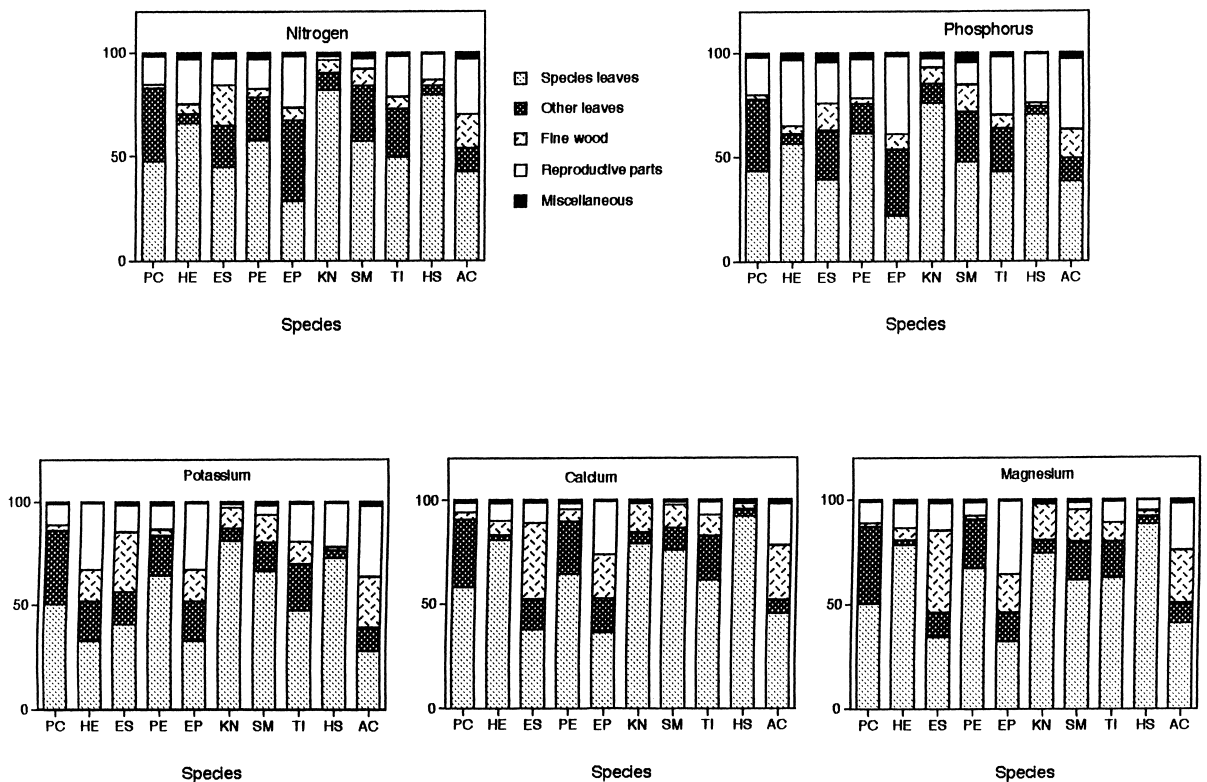 Nitrogen
100
50
0
PC HE ES PE EP KN SM TI HS AC
Species
Species leaves
Other leaves
Fine wood
Reproductive parts
Miscellaneous
Phosphorus
100
50
0
PC HE ES PE EP KN SM TI HS AC
Species
Potassium
100
50
0
PC HE ES PE EP KN SM TI HS AC
Species
Calcium
100
50
0
PC HE ES PE EP KN SM TI HS AC
Species
Magnesium
100
50
0
PC HE ES PE EP KN SM TI HS AC
Species